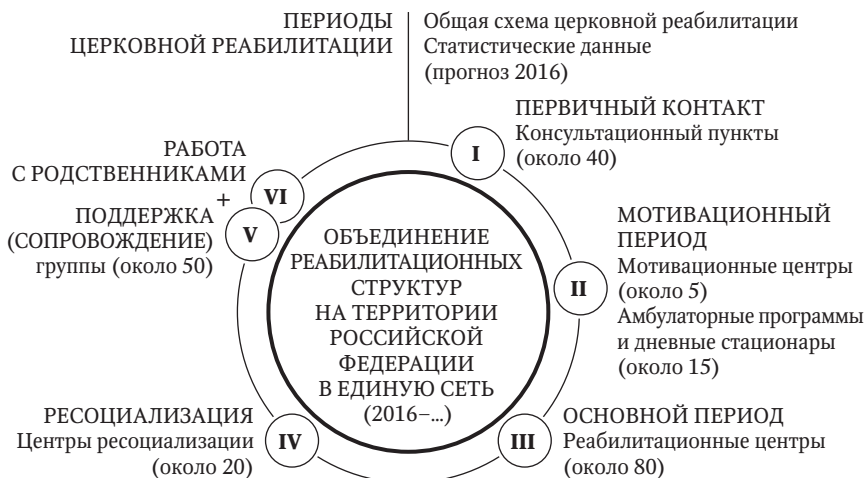 ПЕРИОДЫ
ЦЕРКОВНОЙ РЕАБИЛИТАЦИИ
Общая схема церковной реабилитации
Статистические данные
(прогноз 2016)
I
ПЕРВИЧНЫЙ КОНТАКТ
Консультационный пункты
(около 40)
II
МОТИВАЦИОННЫЙ
ПЕРИОД
Мотивационные центры
(около 5)
Амбулаторные программы
и дневные стационары
(около 15)
III
ОСНОВНОЙ ПЕРИОД
Реабилитационные центры
(около 80)
IV
РЕСОЦИАЛИЗАЦИЯ
Центры ресоциализации
(около 20)
V
ПОДДЕРЖКА
(СОПРОВОЖДЕНИЕ)
группы (около 50)
+
VI
РАБОТА
С РОДСТВЕННИКАМИ
ОБЪЕДИНЕНИЕ
РЕАБИЛИТАЦИОННЫХ
СТРУКТУР
НА ТЕРРИТОРИИ
РОССИЙСКОЙ
ФЕДЕРАЦИИ
В ЕДИНУЮ СЕТЬ
(2016–...)